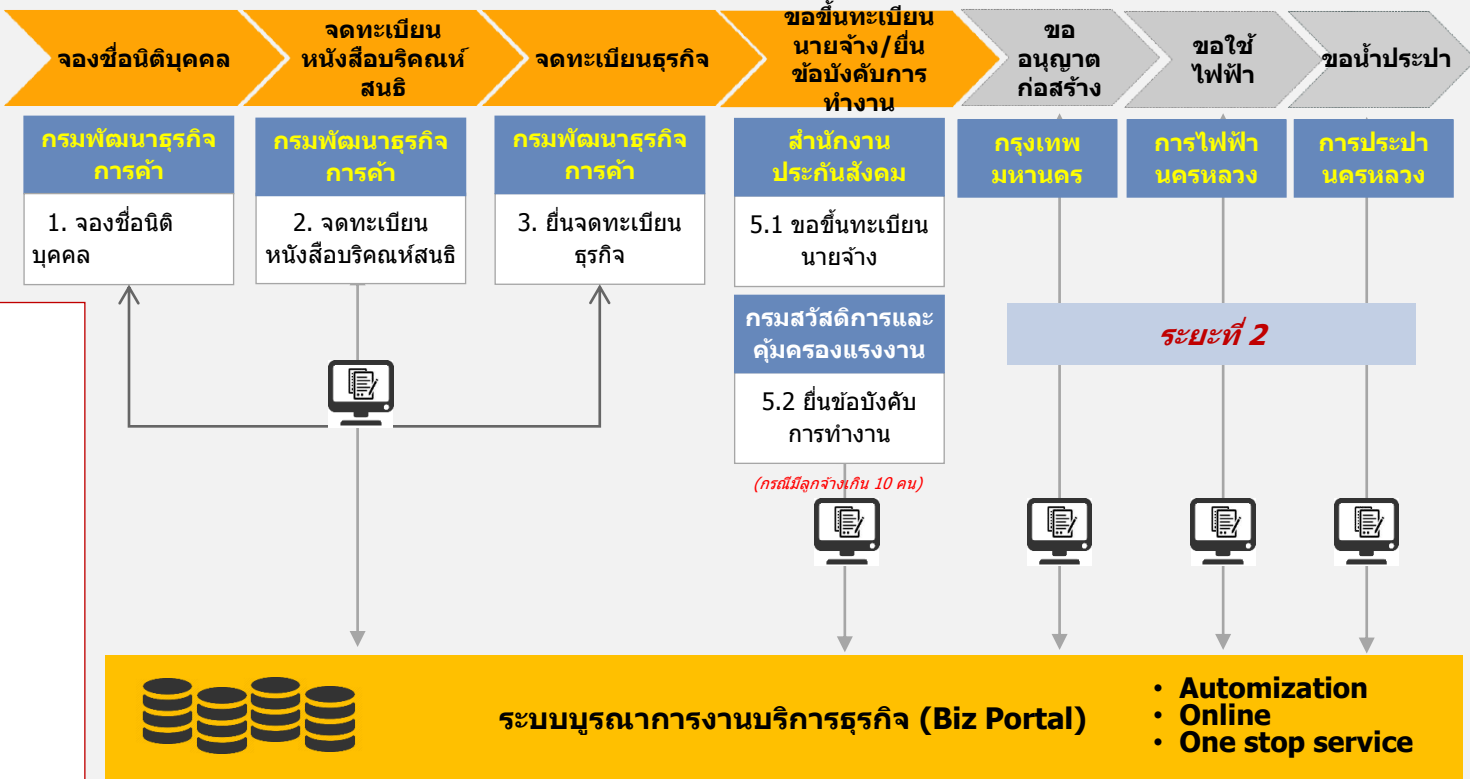 จองชื่อนิติบุคคล
จดทะเบียน
หนังสือบริคณห์
สนธิ
จดทะเบียนธุรกิจ
ขอขึ้นทะเบียน
นายจ้าง/ยื่น
ข้อบังคับการ
ทำงาน
ขอ
อนุญาต
ก่อสร้าง
ขอใช้
ไฟฟ้า
ขอน้ำประปา
กรมพัฒนาธุรกิจ
การค้า
กรมพัฒนาธุรกิจ
การค้า
กรมพัฒนาธุรกิจ
การค้า
สำนักงาน
ประกันสังคม
กรุงเทพ
มหานคร
การไฟฟ้า
นครหลวง
การประปา
นครหลวง
1. จองชื่อนิติ
บุคคล
2. จดทะเบียน
หนังสือบริคณห์สนธิ
3. ยื่นจดทะเบียน
ธุรกิจ
5.1 ขอขึ้นทะเบียน
นายจ้าง
กรมสวัสดิการและ
คุ้มครองแรงงาน
5.2 ยื่นข้อบังคับ
การทำงาน
(กรณีมีลูกจ้างเกิน 10 คน)
ระยะที่ 2
ระบบบูรณาการงานบริการธุรกิจ (Biz Portal)
• Automization
• Online
• One stop service